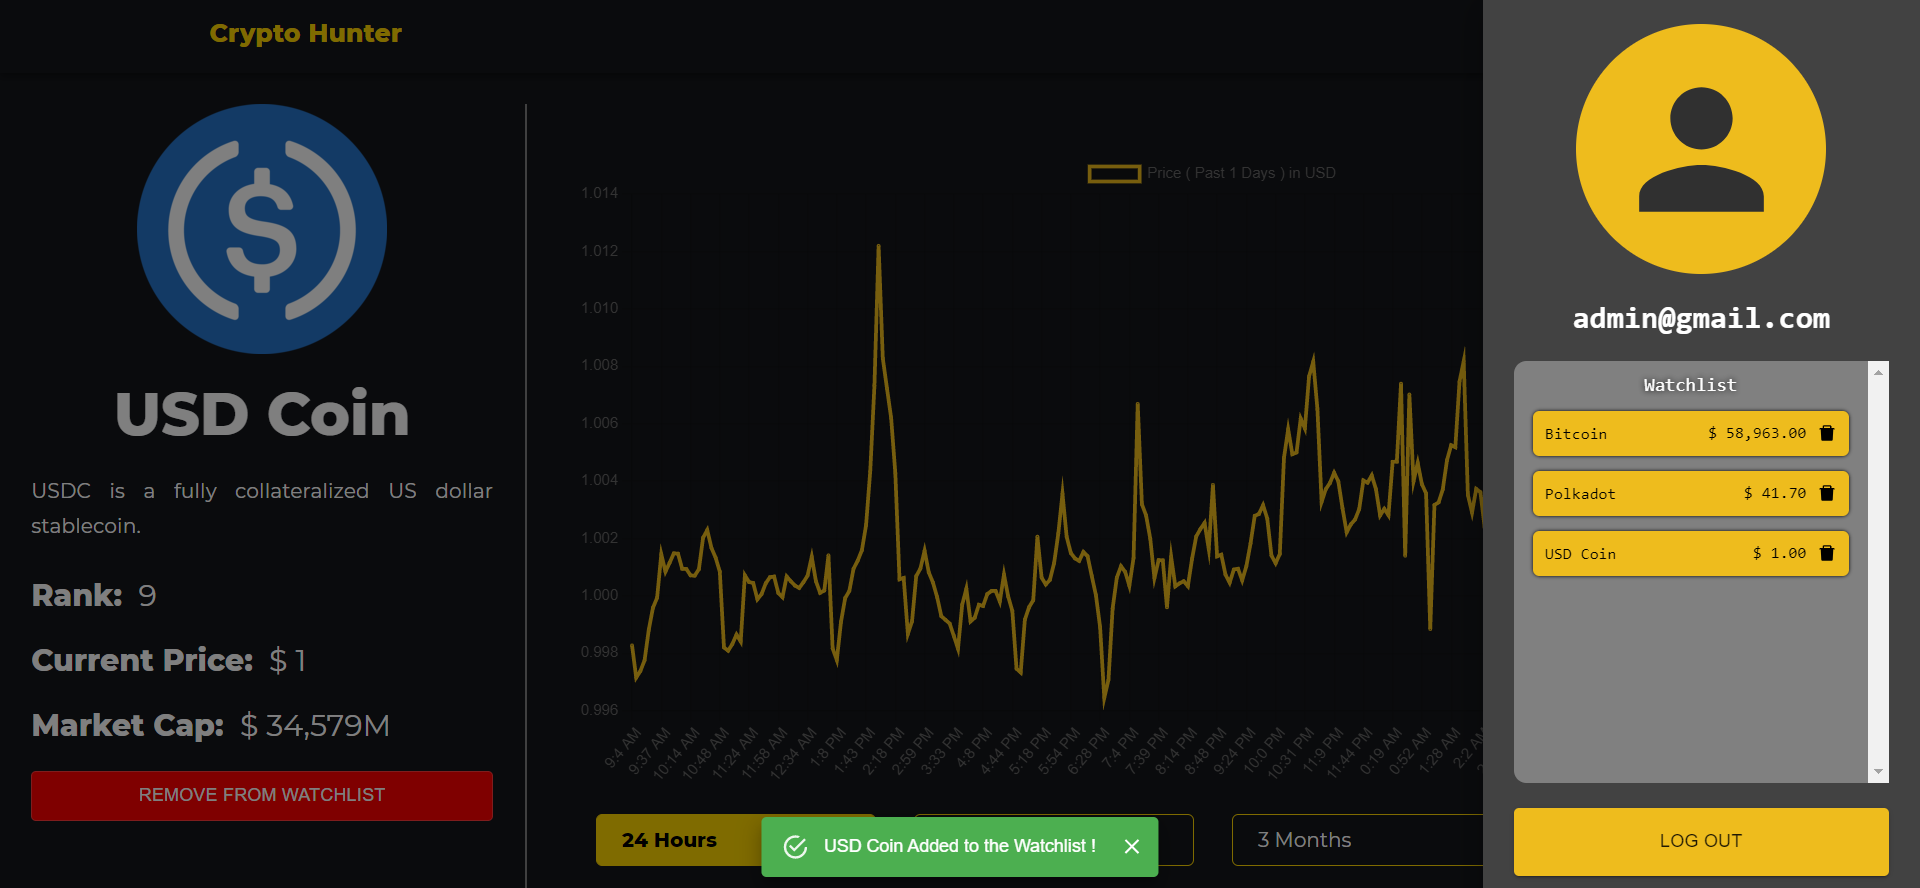 Crypto Hunter
USD Coin
USDC is a fully collateralized US dollar
stablecoin.
Rank: 9
Current Price: $ 1
Market Cap: $ 34,579M
REMOVE FROM WATCHLIST
Price ( Past 1 Days ) in USD
1.014
1.012
1.010
1.008
1.006
1.004
1.002
1.000
0.998
0.996
9:4 AM
9:37 AM
10:14 AM
10:48 AM
11:24 AM
11:58 AM
12:34 AM
1:8 PM
1:43 PM
2:18 PM
2:59 PM
3:33 PM
4:8 PM
4:44 PM
5:18 PM
5:54 PM
6:28 PM
7:4 PM
7:39 PM
8:14 PM
8:48 PM
9:24 PM
10:00 PM
10:31 PM
11:9 PM
11:44 PM
0:19 AM
0:52 AM
1:28 AM
24 Hours
3 Months
USD Coin Added to the Watchlist !
admin@gmail.com
Watchlist
Bitcoin $ 58,963.00
Polkadot $ 41.70
USD Coin $ 1.00
LOG OUT